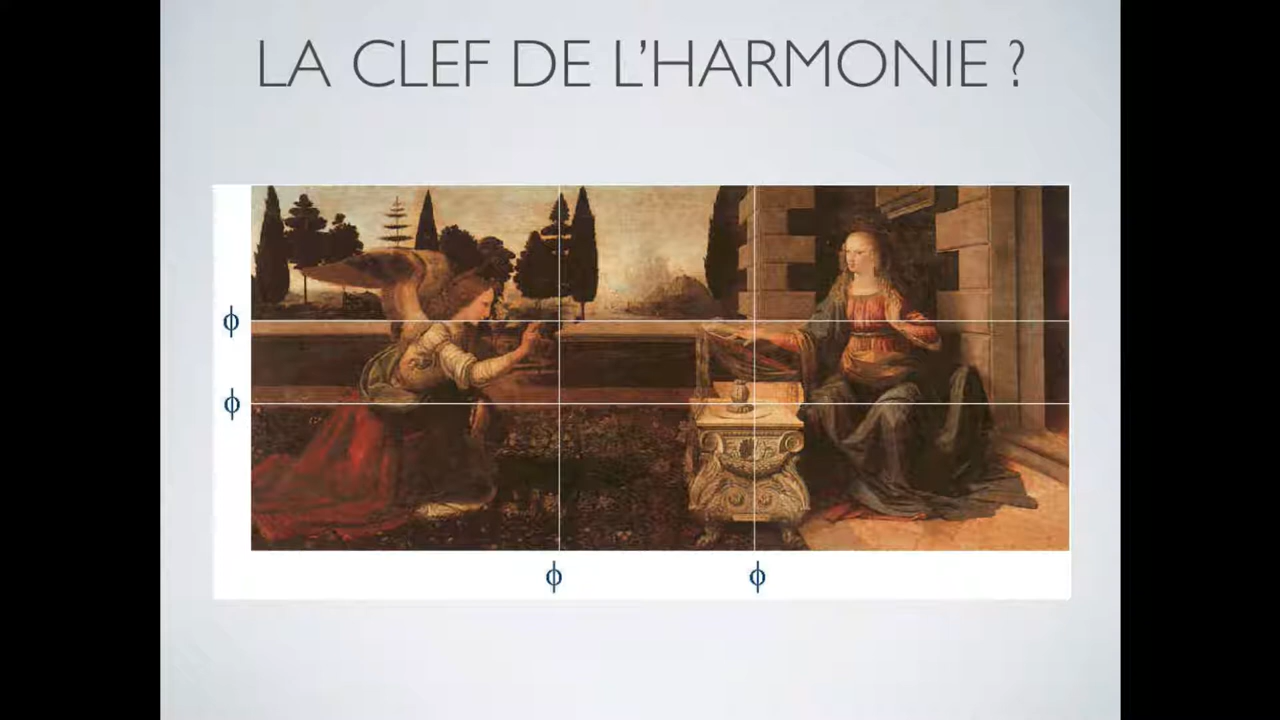 LA CLEF DE L'HARMONIE ?
ϕ
ϕ
ϕ ϕ